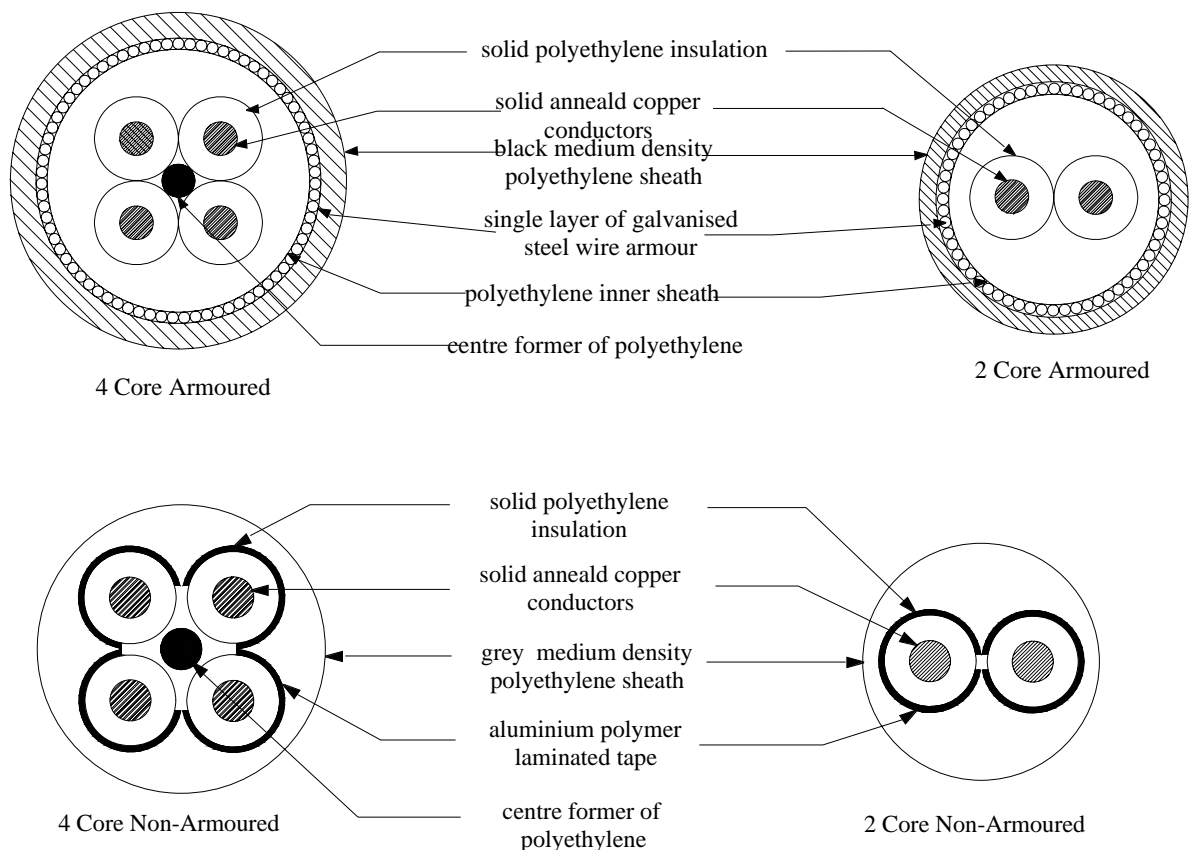 solid polyethylene insulation
solid anneald copper
conductors
black medium density
polyethylene sheath
single layer of galvanised
steel wire armour
polyethylene inner sheath
centre former of polyethylene
4 Core Armoured
2 Core Armoured
solid polyethylene
insulation
solid anneald copper
conductors
grey medium density
polyethylene sheath
aluminium polymer
laminated tape
centre former of
polyethylene
4 Core Non-Armoured
2 Core Non-Armoured